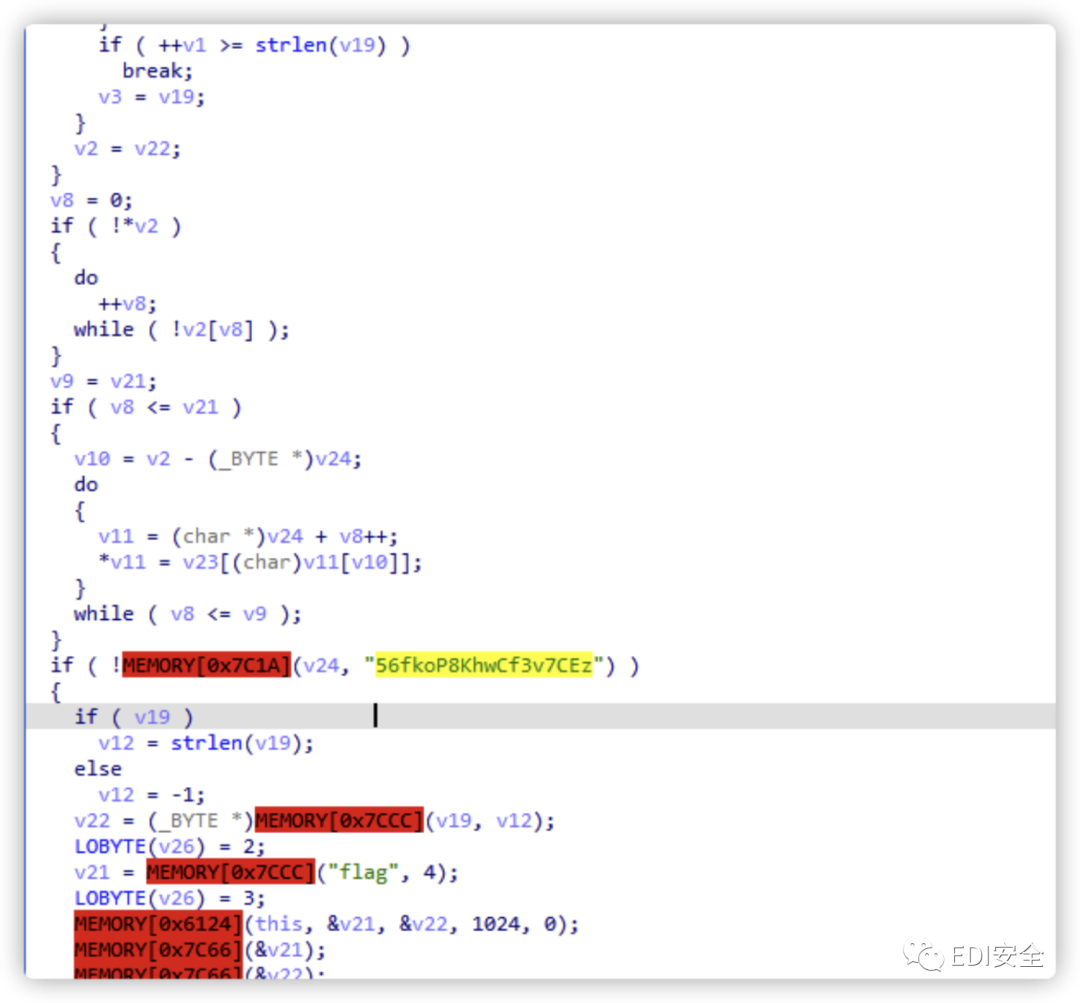 }
if ( ++v1 >= strlen(v19) )
break;
v3 = v19;
}
v2 = v22;
}
v8 = 0;
if ( !*v2 )
{
do
++v8;
while ( !v2[v8] );
}
v9 = v21;
if ( v8 <= v21 )
{
v10 = v2 - (_BYTE *)v24;
do
{
v11 = (char *)v24 + v8++;
*v11 = v23[(char)v11[v10]];
}
while ( v8 <= v9 );
}
if ( !MEMORY[0x7C1A](v24, "56fkoP8KhwCf3v7CEz") )
{
if ( v19 )
v12 = strlen(v19);
else
v12 = -1;
v22 = (_BYTE *)MEMORY[0x7CCC](v19, v12);
LOBYTE(v26) = 2;
v21 = MEMORY[0x7CCC]("flag", 4);
LOBYTE(v26) = 3;
MEMORY[0x6124](this, &v21, &v22, 1024, 0);
MEMORY[0x7C66](&v21);
MEMORY[0x7C66](&v22);
EDI安全